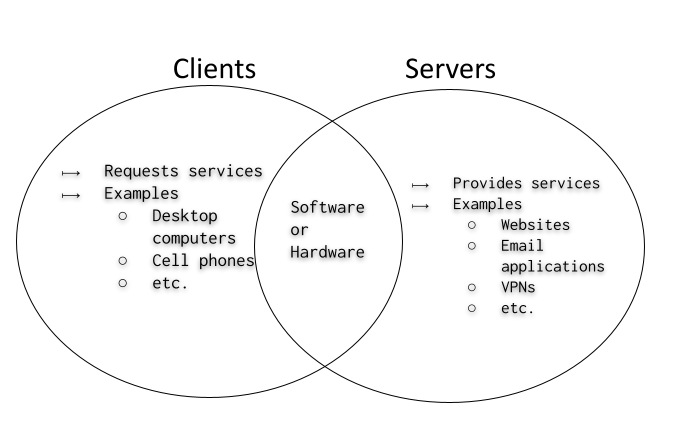 Clients
Servers
↦ Requests services
↦ Examples
○ Desktop
computers
○ Cell phones
○ etc.
Software
or
Hardware
↦ Provides services
↦ Examples
○ Websites
○ Email
applications
○ VPNs
○ etc.